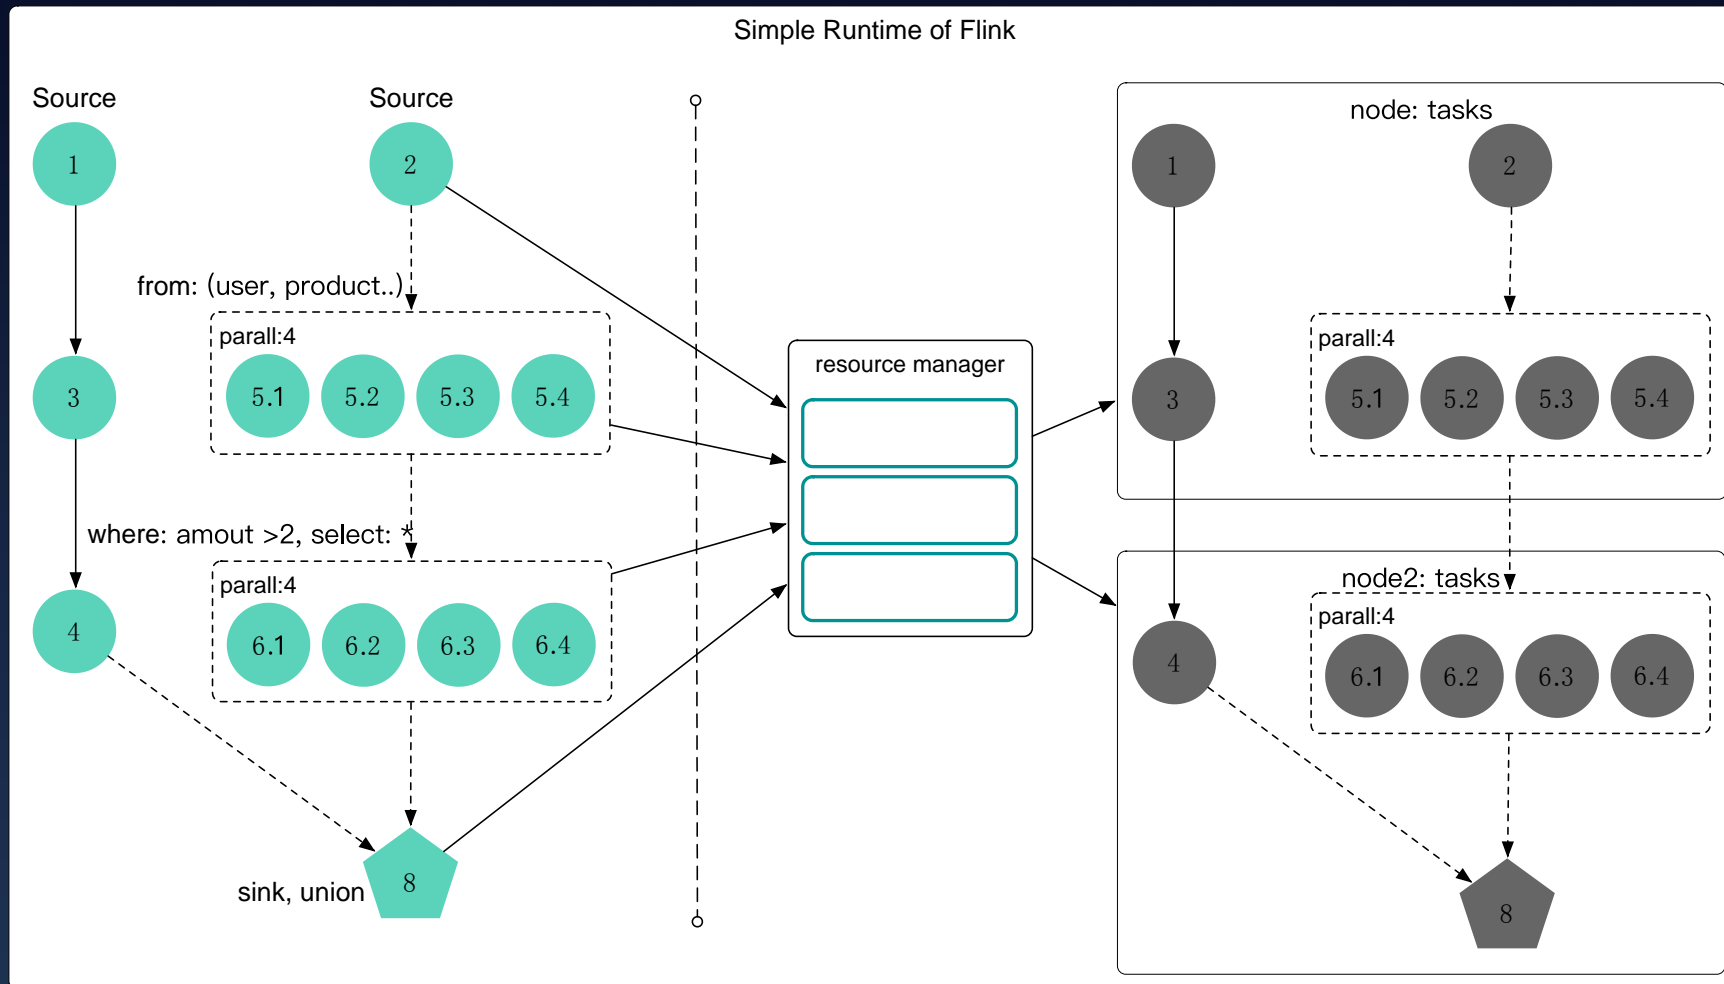 Simple Runtime of Flink
Source
Source
1
2
from: (user, product..)
parall:4
5.1 5.2 5.3 5.4
3
where: amout >2, select: *
parall:4
6.1 6.2 6.3 6.4
4
sink, union
8
resource manager
node: tasks
1
2
parall:4
5.1 5.2 5.3 5.4
3
node2: tasks
parall:4
6.1 6.2 6.3 6.4
4
8